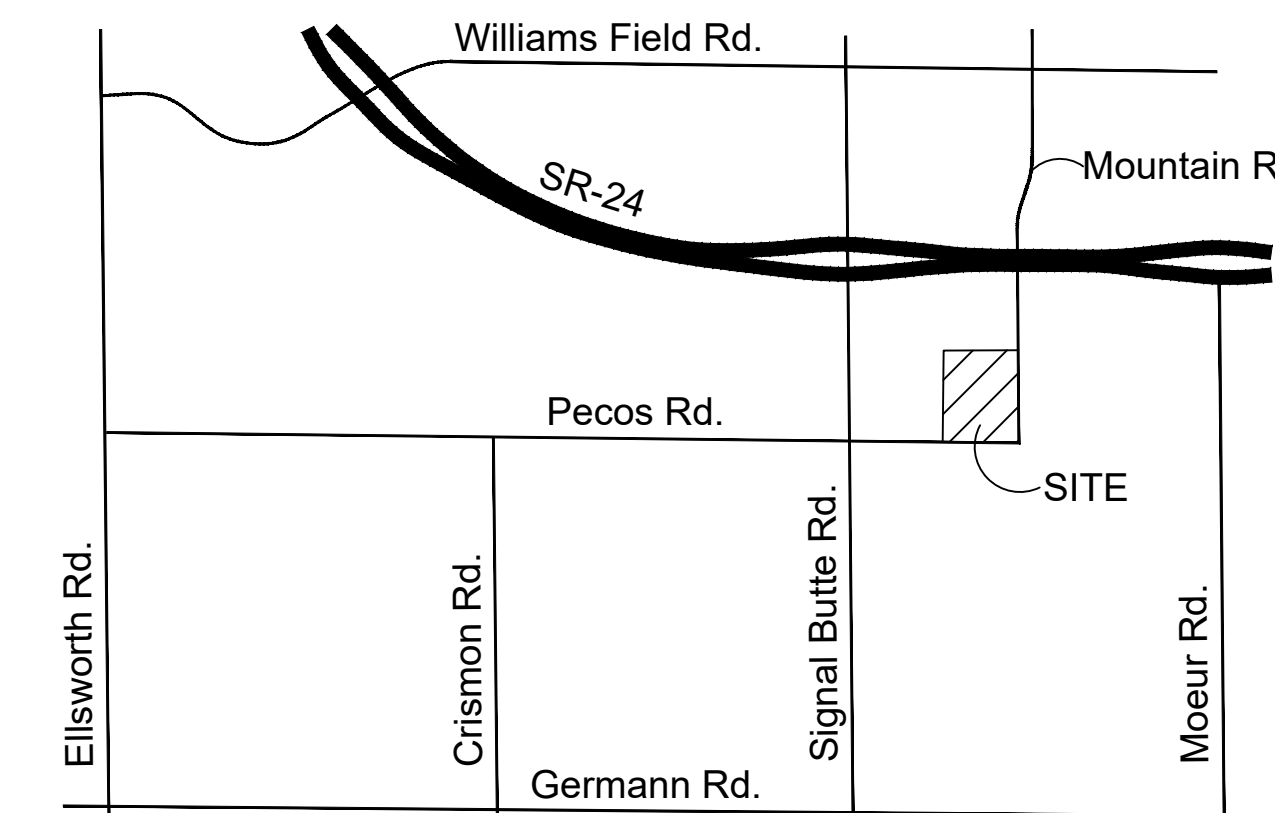 Williams Field Rd.
Mountain R
SR-24
Pecos Rd.
SITE
Ellsworth Rd.
Crismon Rd.
Signal Butte Rd.
Moeur Rd.
Germann Rd.